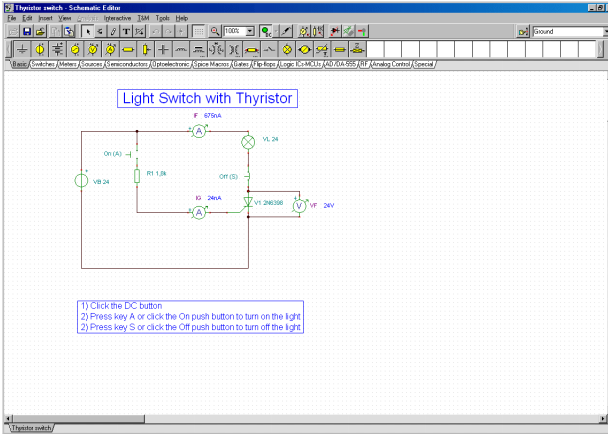 Thyristor switch - Schematic Editor
File Edit Insert View Analysis Interactive T&M Tools Help
100% Ground
Basic Switches Meters Sources Semiconductors Optoelectronic Spice Macros Gates Flip-flops Logic ICs-MCUs AD/DA-555 RF Analog Control Special
Light Switch with Thyristor
IF 675nA
A
VL 24
On (A)
R1 1,0k
Off (S)
VB 24
IG 24nA
A
V1 2N6398
V
VF 24V
1) Click the DC button
2) Press key A or click the On push button to turn on the light
2) Press key S or click the Off push button to turn off the light
Thyristor switch